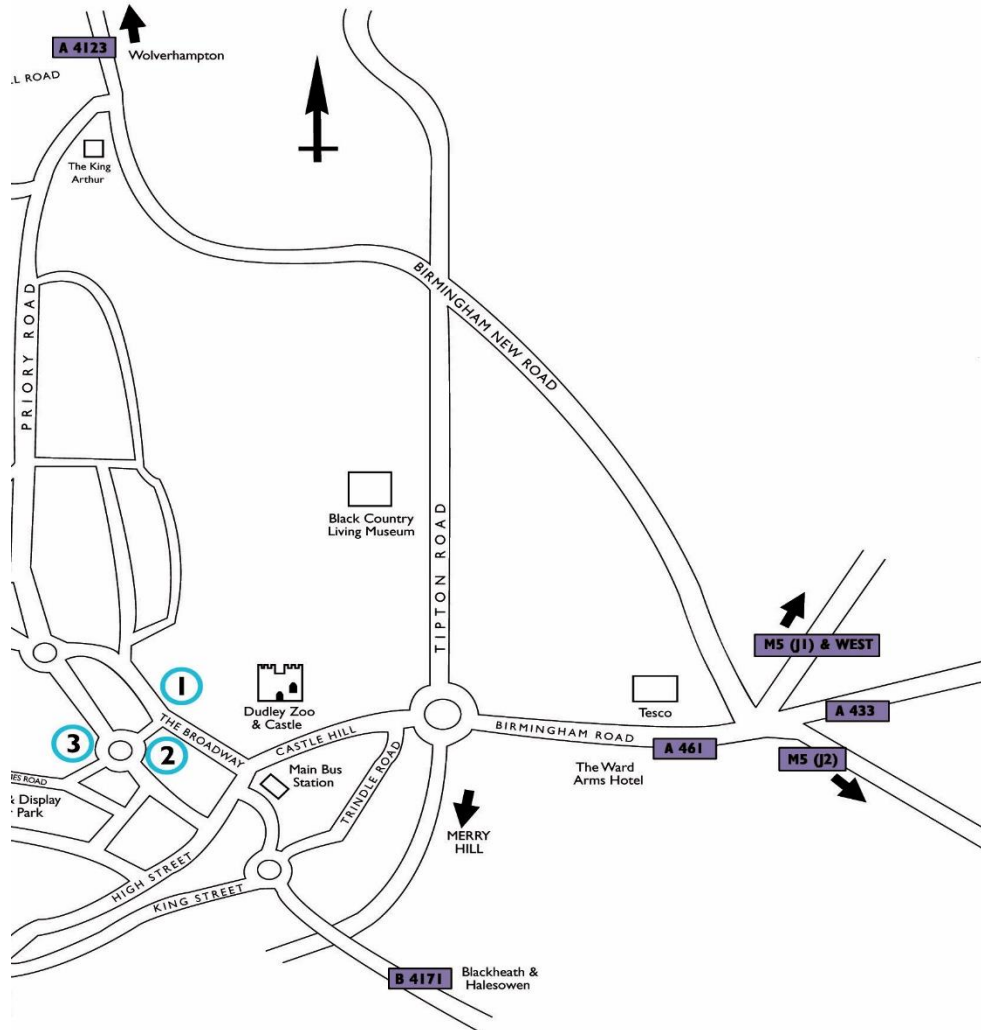 A 4123
Wolverhampton
LL ROAD
The King
Arthur
PRIORY ROAD
BIRMINGHAM NEW ROAD
Black Country
Living Museum
TIPTON ROAD
M5 (J1) & WEST
1
Dudley Zoo
& Castle
Tesco
A 433
THE BROADWAY
CASTLE HILL
BIRMINGHAM ROAD
3
2
A 461
M5 (J2)
Main Bus
Station
TRINDLE ROAD
The Ward
Arms Hotel
ROAD
& Display
Park
MERRY
HILL
HIGH STREET
KING STREET
B 4171
Blackheath &
Halesowen